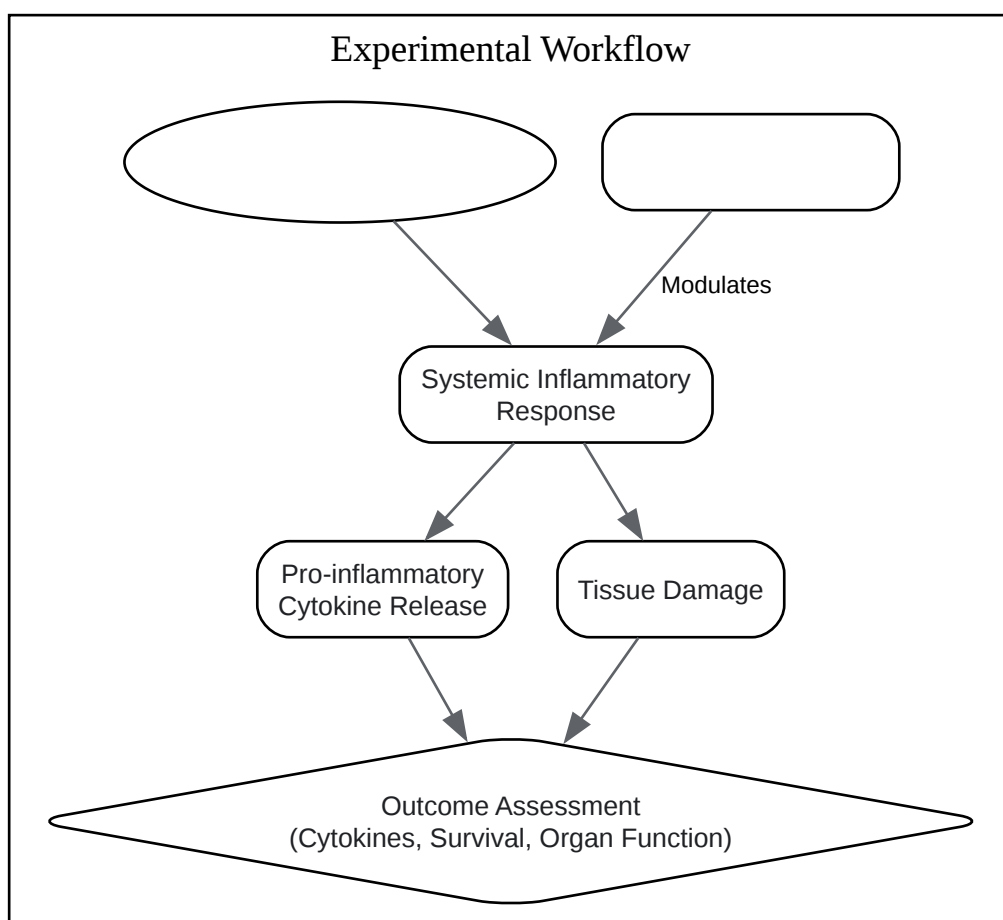 Experimental Workflow
Modulates
Systemic Inflammatory
Response
Pro-inflammatory
Cytokine Release
Tissue Damage
Outcome Assessment
(Cytokines, Survival, Organ Function)